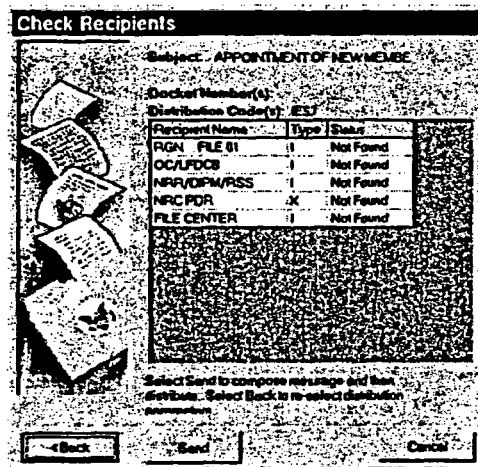 Check Recipients
Subject: APPOINTMENT OF NEW MEMBE
Docket Number(s):
Distribution Code(s): IE5J
Recipient Name Type Status
RGN FILE 01 I Not Found
OC/LFDCB I Not Found
NRR/DIPM/RSS I Not Found
NRC PDR X Not Found
FILE CENTER I Not Found
Select Send to compose message and then
distribute. Select Back to re-select distribution
parameters
<Back Send Cancel